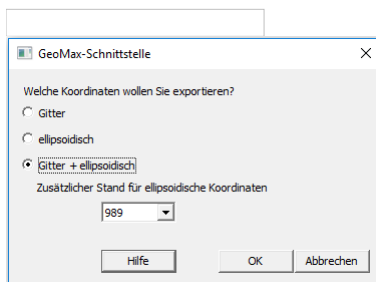 GeoMax-Schnittstelle
Welche Koordinaten wollen Sie exportieren?
Gitter
ellipsoidisch
Gitter + ellipsoidisch
Zusätzlicher Stand für ellipsoidische Koordinaten
989
Hilfe OK Abbrechen